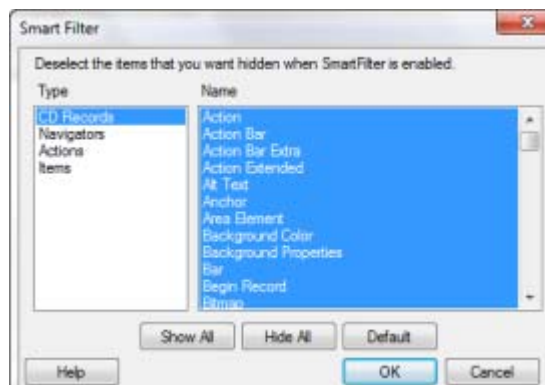 Smart Filter
Deselect the items that you want hidden when SmartFilter is enabled.
Type
Name
CD Records
Navigators
Actions
Items
Action
Action Bar
Action Bar Extra
Action Extended
Alt Text
Anchor
Area Element
Background Color
Background Properties
Bar
Begin Record
Bitmap
Show All
Hide All
Default
Help
OK
Cancel